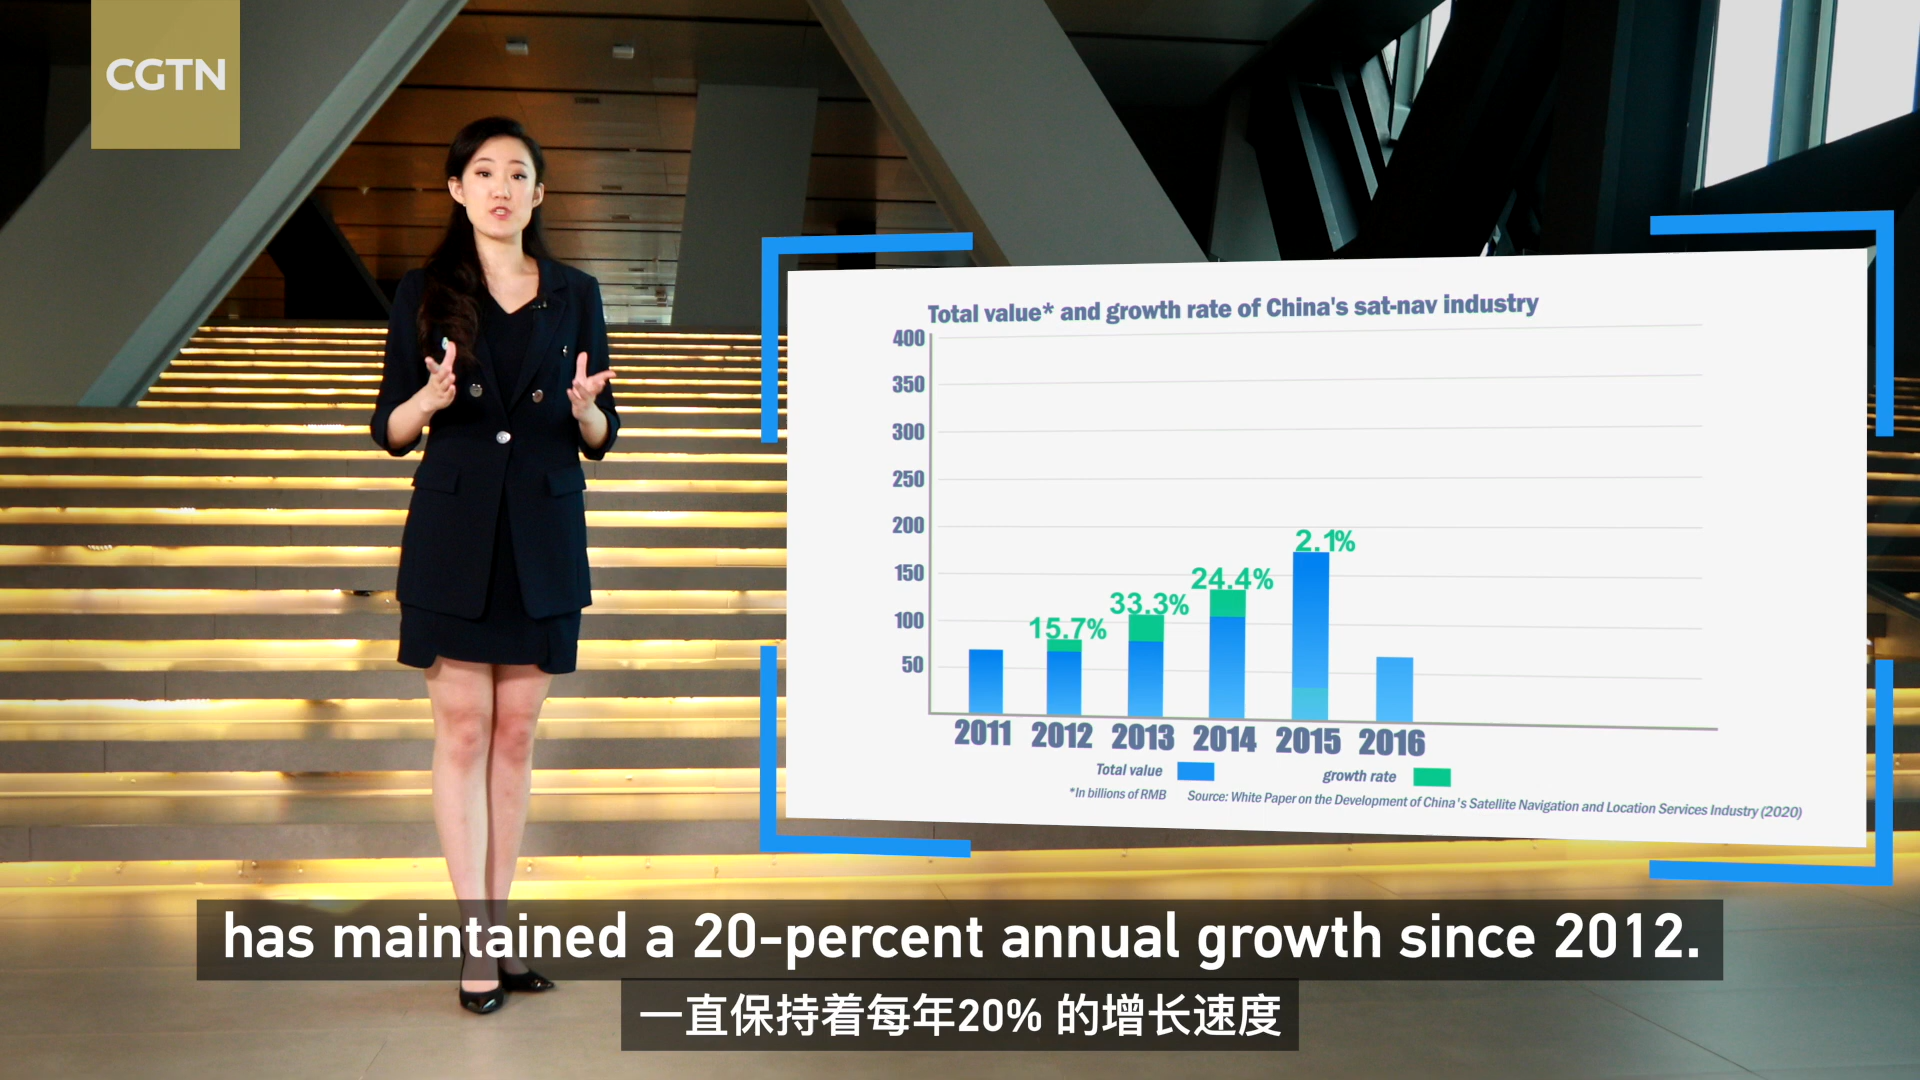 CGTN
Total value* and growth rate of China's sat-nav industry
400
350
300
250
200
150
100
50
15.7%
33.3%
24.4%
2.1%
2011 2012 2013 2014 2015 2016
Total value growth rate
*In billions of RMB Source: White Paper on the Development of China's Satellite Navigation and Location Services Industry (2020)
has maintained a 20-percent annual growth since 2012.
一直保持着每年20% 的增长速度